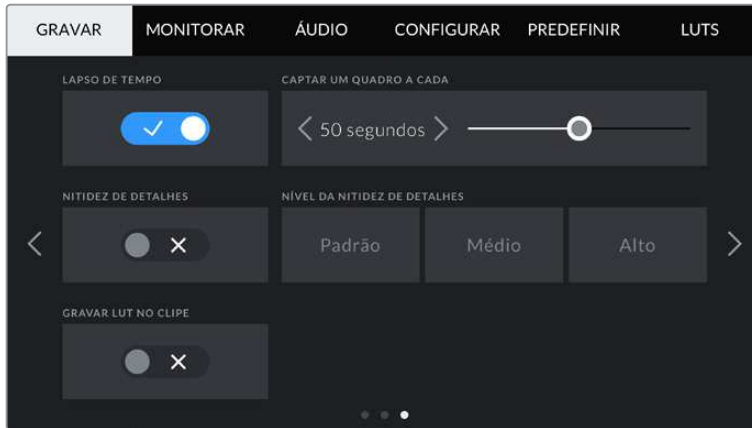 GRAVAR MONITORAR ÁUDIO CONFIGURAR PREDEFINIR LUTS
LAPSO DE TEMPO CAPTAR UM QUADRO A CADA
50 segundos
NITIDEZ DE DETALHES NÍVEL DA NITIDEZ DE DETALHES
Padrão Médio Alto
GRAVAR LUT NO CLIPE